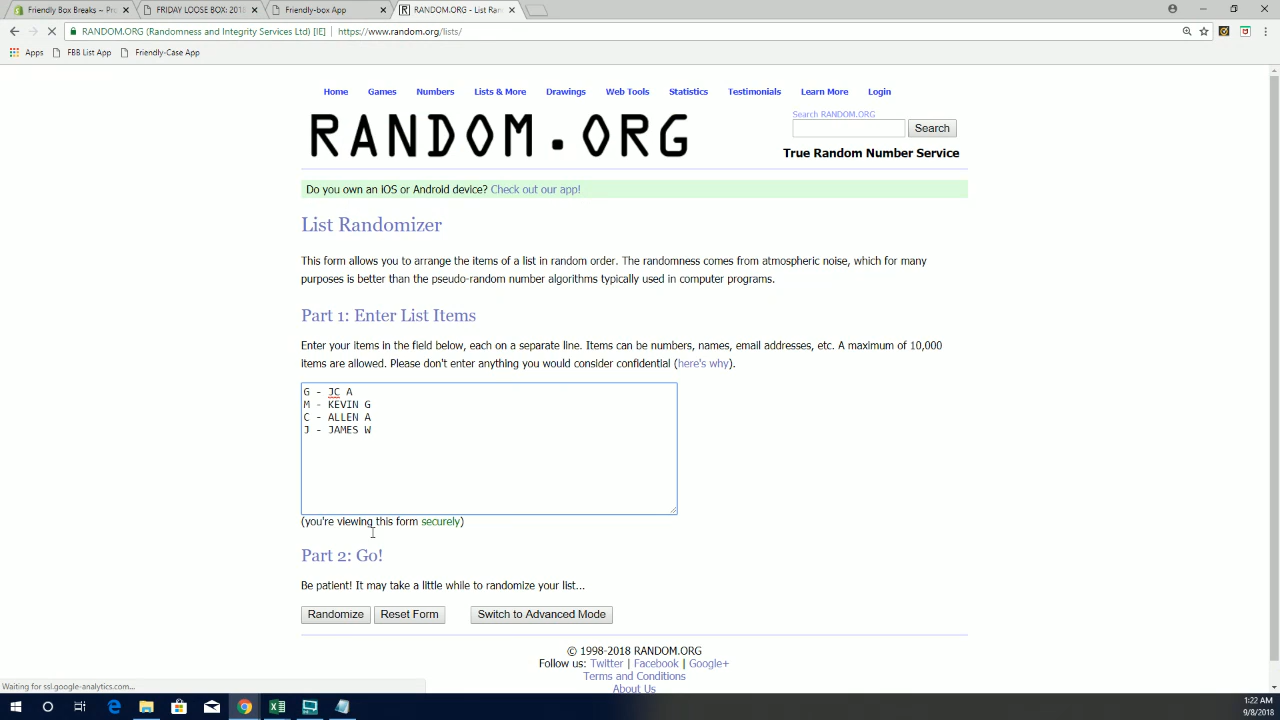 Friendly Box Breaks ~ Pro
FRIDAY LOOSE BOX: 2018
Friendly-box App
RANDOM.ORG - List Ran
RANDOM.ORG (Randomness and Integrity Services Ltd) [IE] https://www.random.org/lists/
Apps FBB List App Friendly-Case App
Home Games Numbers Lists & More Drawings Web Tools Statistics Testimonials Learn More Login
RANDOM.ORG
Search RANDOM.ORG
Search
True Random Number Service
Do you own an iOS or Android device? Check out our app!
List Randomizer
This form allows you to arrange the items of a list in random order. The randomness comes from atmospheric noise, which for many
purposes is better than the pseudo-random number algorithms typically used in computer programs.
Part 1: Enter List Items
Enter your items in the field below, each on a separate line. Items can be numbers, names, email addresses, etc. A maximum of 10,000
items are allowed. Please don't enter anything you would consider confidential (here's why).
G - JC A
M - KEVIN G
C - ALLEN A
J - JAMES W
(you're viewing this form securely)
Part 2: Go!
Be patient! It may take a little while to randomize your list...
Randomize Reset Form Switch to Advanced Mode
© 1998-2018 RANDOM.ORG
Follow us: Twitter | Facebook | Google+
Terms and Conditions
About Us
Waiting for ssl.google-analytics.com...
1:22 AM
9/8/2018